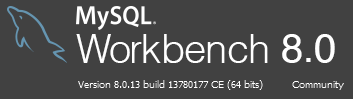 MySQL®
Workbench 8.0
Version 8.0.13 build 13780177 CE (64 bits) Community